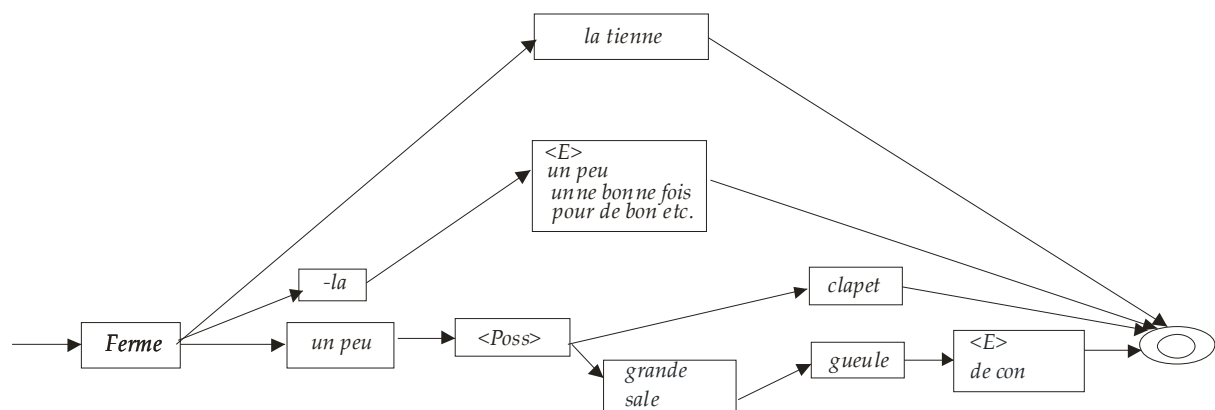 la tienne
<E>
un peu
unne bonne fois
pour de bon etc.
-la
clapet
Ferme
un peu
<Poss>
grande
sale
gueule
<E>
de con